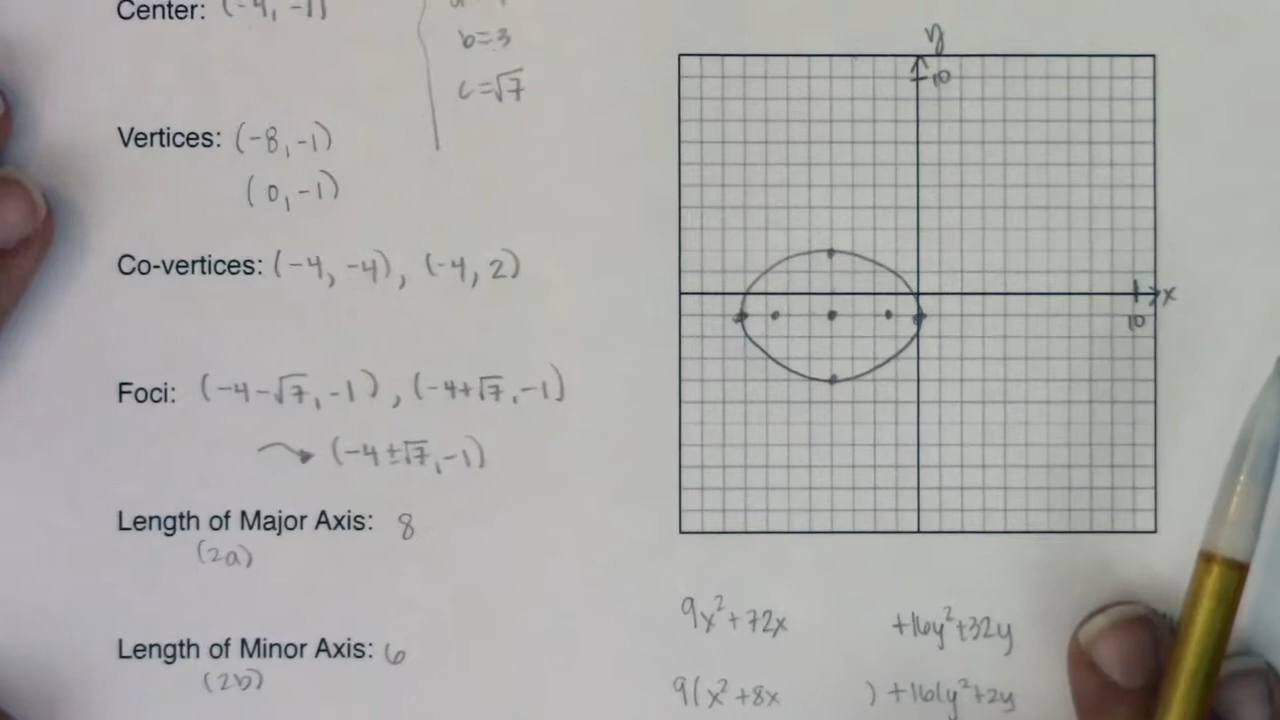 Center: (-4, -1)
b=3
c=√7
Vertices: (-8, -1)
(0, -1)
Co-vertices: (-4, -4), (-4, 2)
Foci: (-4-√7, -1), (-4+√7, -1)
(-4±√7, -1)
Length of Major Axis: 8
(2a)
Length of Minor Axis: 6
(2b)
y
10
x
10
9x²+72x +16y²+32y
9(x²+8x ) +16(y²+2y